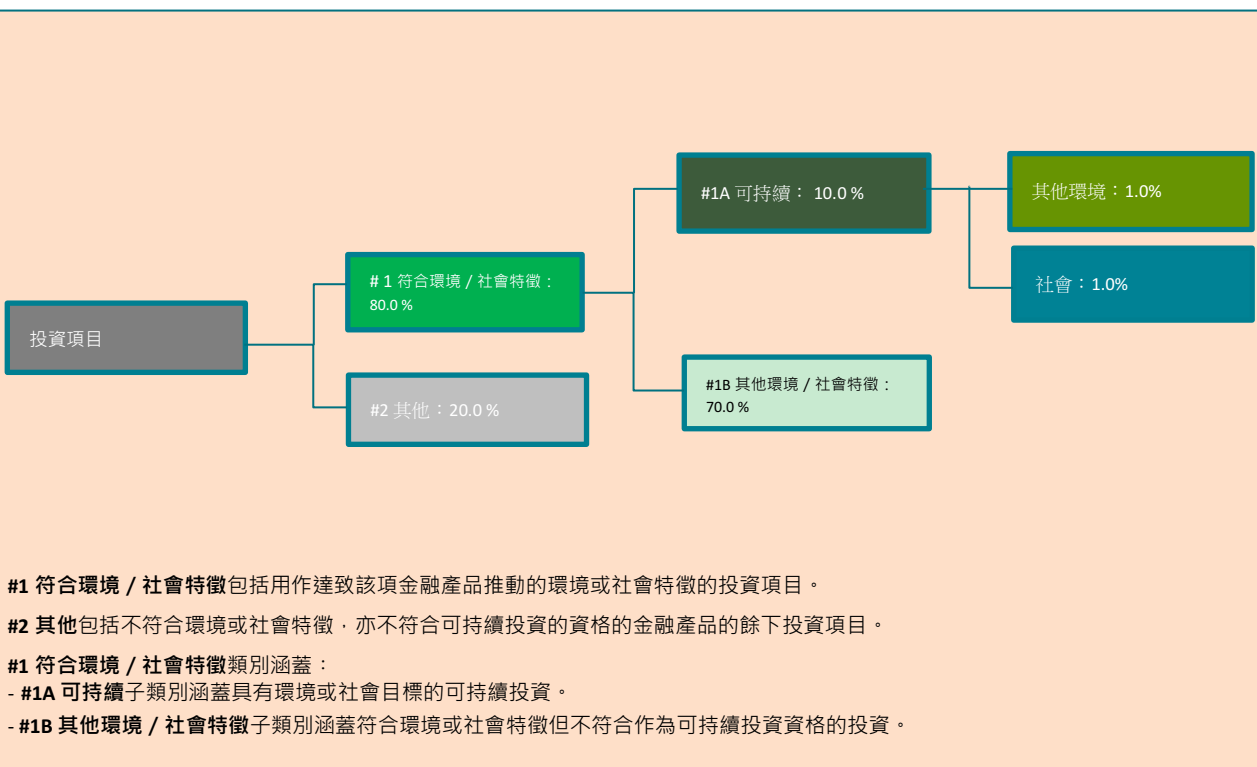 #1A 可持續： 10.0 %
其他環境：1.0%
社會：1.0%
# 1 符合環境 / 社會特徵：
80.0 %
投資項目
#2 其他：20.0 %
#1B 其他環境 / 社會特徵：
70.0 %
#1 符合環境 / 社會特徵包括用作達致該項金融產品推動的環境或社會特徵的投資項目。
#2 其他包括不符合環境或社會特徵，亦不符合可持續投資的資格的金融產品的餘下投資項目。
#1 符合環境 / 社會特徵類別涵蓋：
- #1A 可持續子類別涵蓋具有環境或社會目標的可持續投資。
- #1B 其他環境 / 社會特徵子類別涵蓋符合環境或社會特徵但不符合作為可持續投資資格的投資。